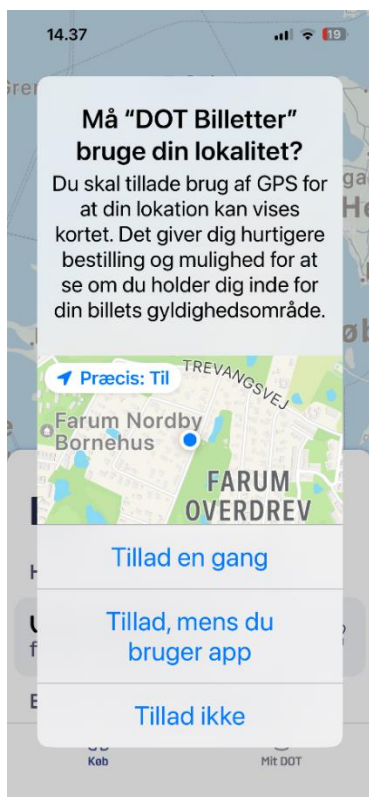 14.37
19
Må “DOT Billetter”
bruge din lokalitet?
Du skal tillade brug af GPS for
at din lokation kan vises
kortet. Det giver dig hurtigere
bestilling og mulighed for at
se om du holder dig inde for
din billets gyldighedsområde.
Præcis: Til
TREVANGSVEJ
Farum Nordby
Bornehus
FARUM
OVERDREV
Tillad en gang
Tillad, mens du
bruger app
Tillad ikke
Køb
Mit DOT